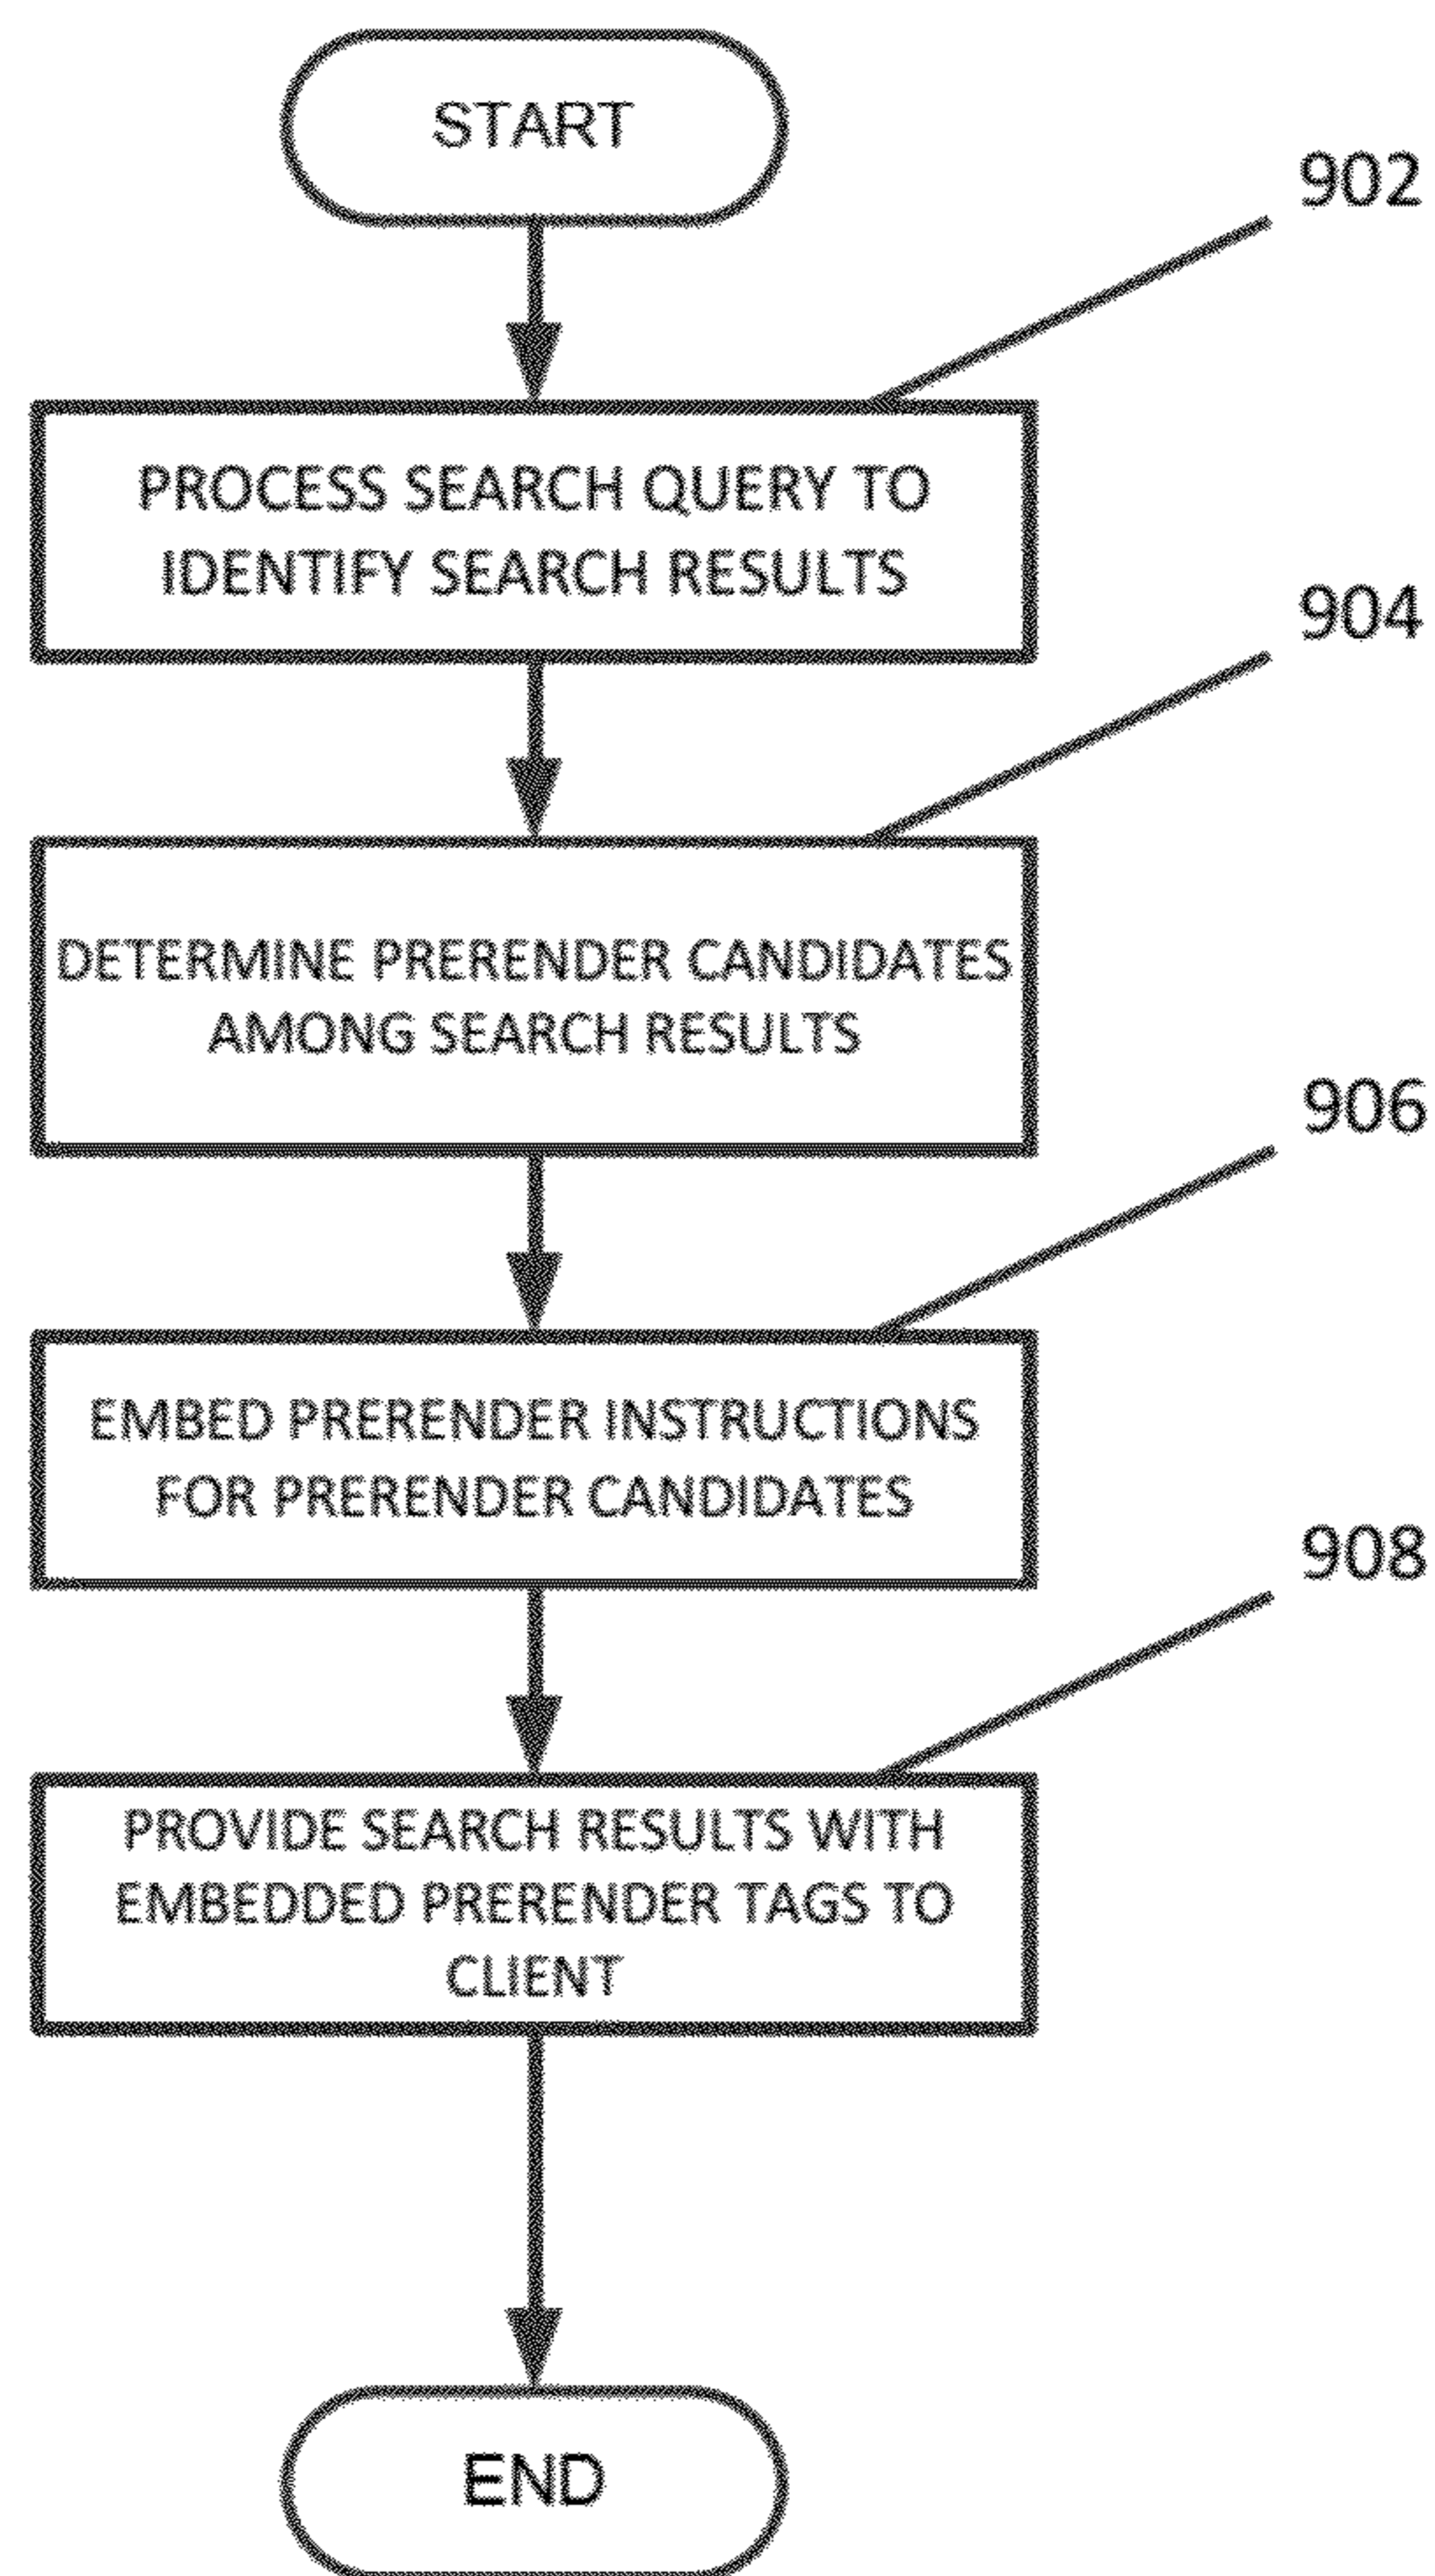 START
902
PROCESS SEARCH QUERY TO
IDENTIFY SEARCH RESULTS
904
DETERMINE PRERENDER CANDIDATES
AMONG SEARCH RESULTS
906
EMBED PRERENDER INSTRUCTIONS
FOR PRERENDER CANDIDATES
908
PROVIDE SEARCH RESULTS WITH
EMBEDDED PRERENDER TAGS TO
CLIENT
END